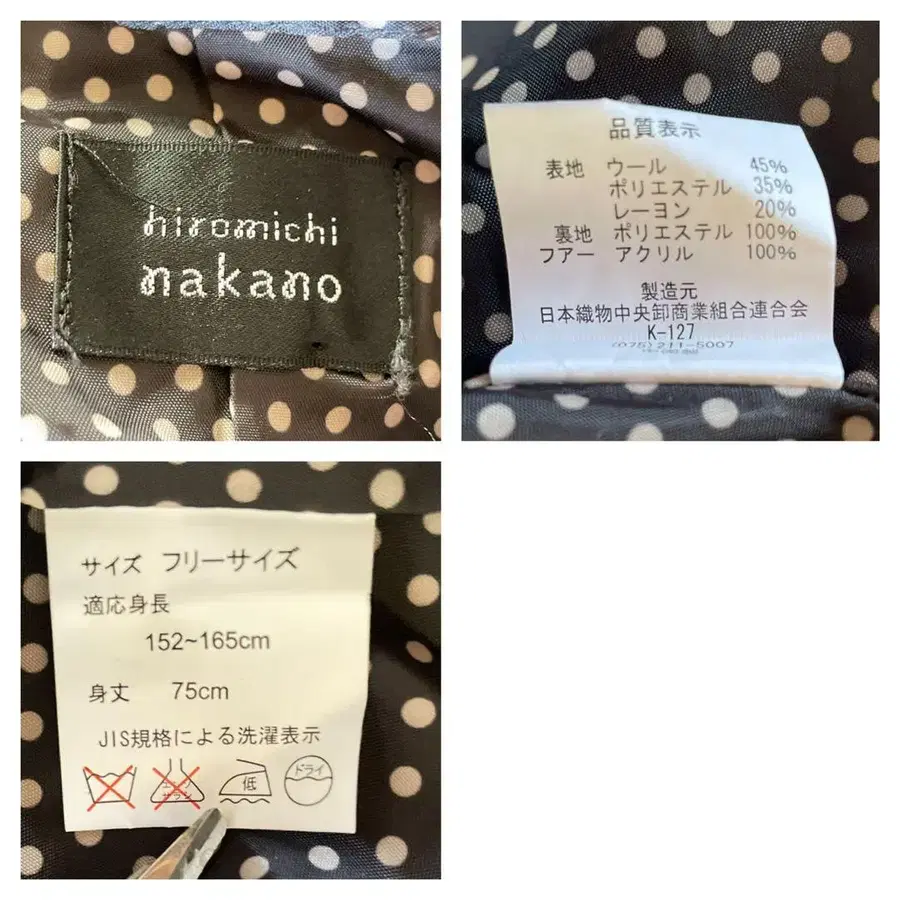 hiromichi
nakano
品質表示
表地 ウール 45%
ポリエステル 35%
レーヨン 20%
裏地 ポリエステル 100%
フアー アクリル 100%
製造元
日本織物中央卸商業組合連合会
K-127
(075)211-5007
サイズ フリーサイズ
適応身長
152~165cm
身丈 75cm
JIS規格による洗濯表示
低
ドライ